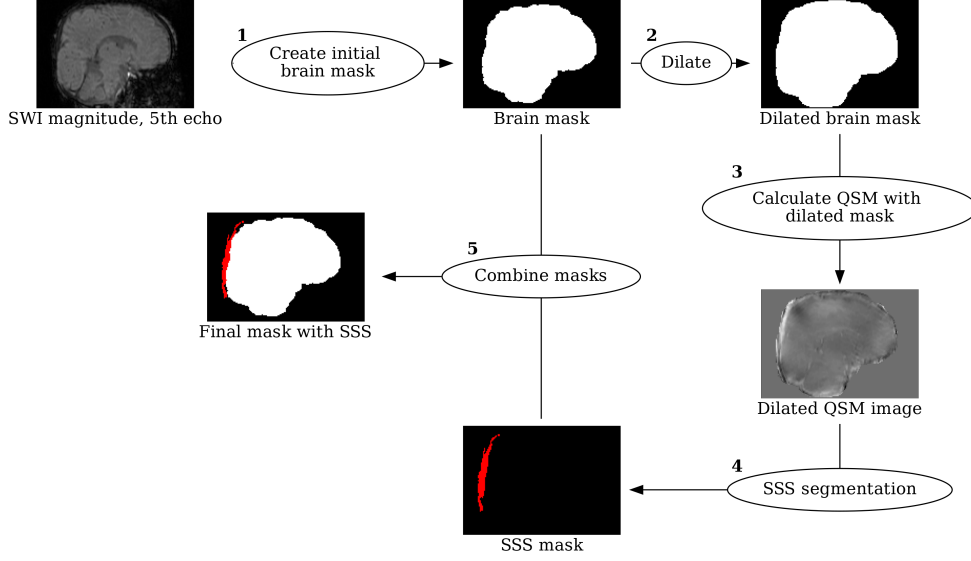 1
Create initial
brain mask
2
Dilate
SWI magnitude, 5th echo
Brain mask
Dilated brain mask
3
Calculate QSM with
dilated mask
5
Combine masks
Final mask with SSS
Dilated QSM image
4
SSS segmentation
SSS mask